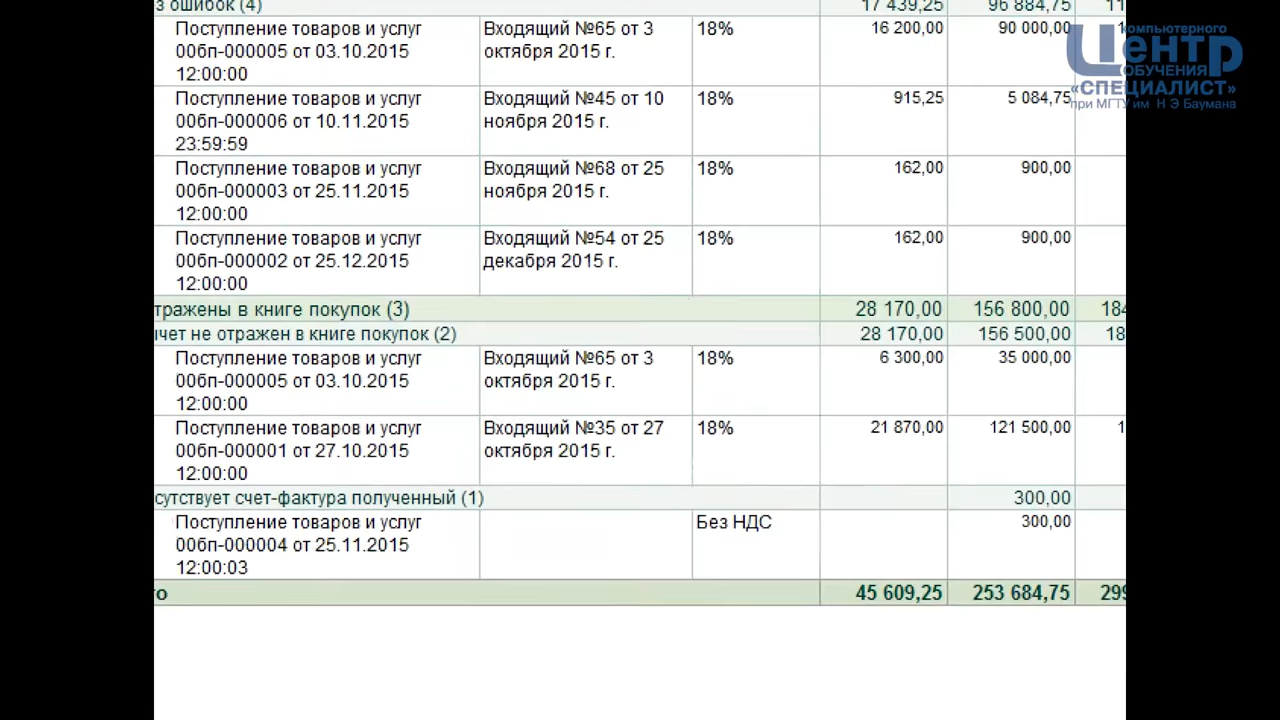 з ошибок (4) 17 439,25 96 884,75 11
Поступление товаров и услуг Входящий №65 от 3 18% 16 200,00 90 000,00
00бп-000005 от 03.10.2015 октября 2015 г.
12:00:00
Поступление товаров и услуг Входящий №45 от 10 18% 915,25 5 084,75
00бп-000006 от 10.11.2015 ноября 2015 г.
23:59:59
Поступление товаров и услуг Входящий №68 от 25 18% 162,00 900,00
00бп-000003 от 25.11.2015 ноября 2015 г.
12:00:00
Поступление товаров и услуг Входящий №54 от 25 18% 162,00 900,00
00бп-000002 от 25.12.2015 декабря 2015 г.
12:00:00
тражены в книге покупок (3) 28 170,00 156 800,00 184
ычет не отражен в книге покупок (2) 28 170,00 156 500,00 18
Поступление товаров и услуг Входящий №65 от 3 18% 6 300,00 35 000,00
00бп-000005 от 03.10.2015 октября 2015 г.
12:00:00
Поступление товаров и услуг Входящий №35 от 27 18% 21 870,00 121 500,00 1
00бп-000001 от 27.10.2015 октября 2015 г.
12:00:00
сутствует счет-фактура полученный (1) 300,00
Поступление товаров и услуг Без НДС 300,00
00бп-000004 от 25.11.2015
12:00:03
го 45 609,25 253 684,75 299
компьютерного
Центр
ОБУЧЕНИЯ
«СПЕЦИАЛИСТ»
при МГТУ им Н Э Баумана